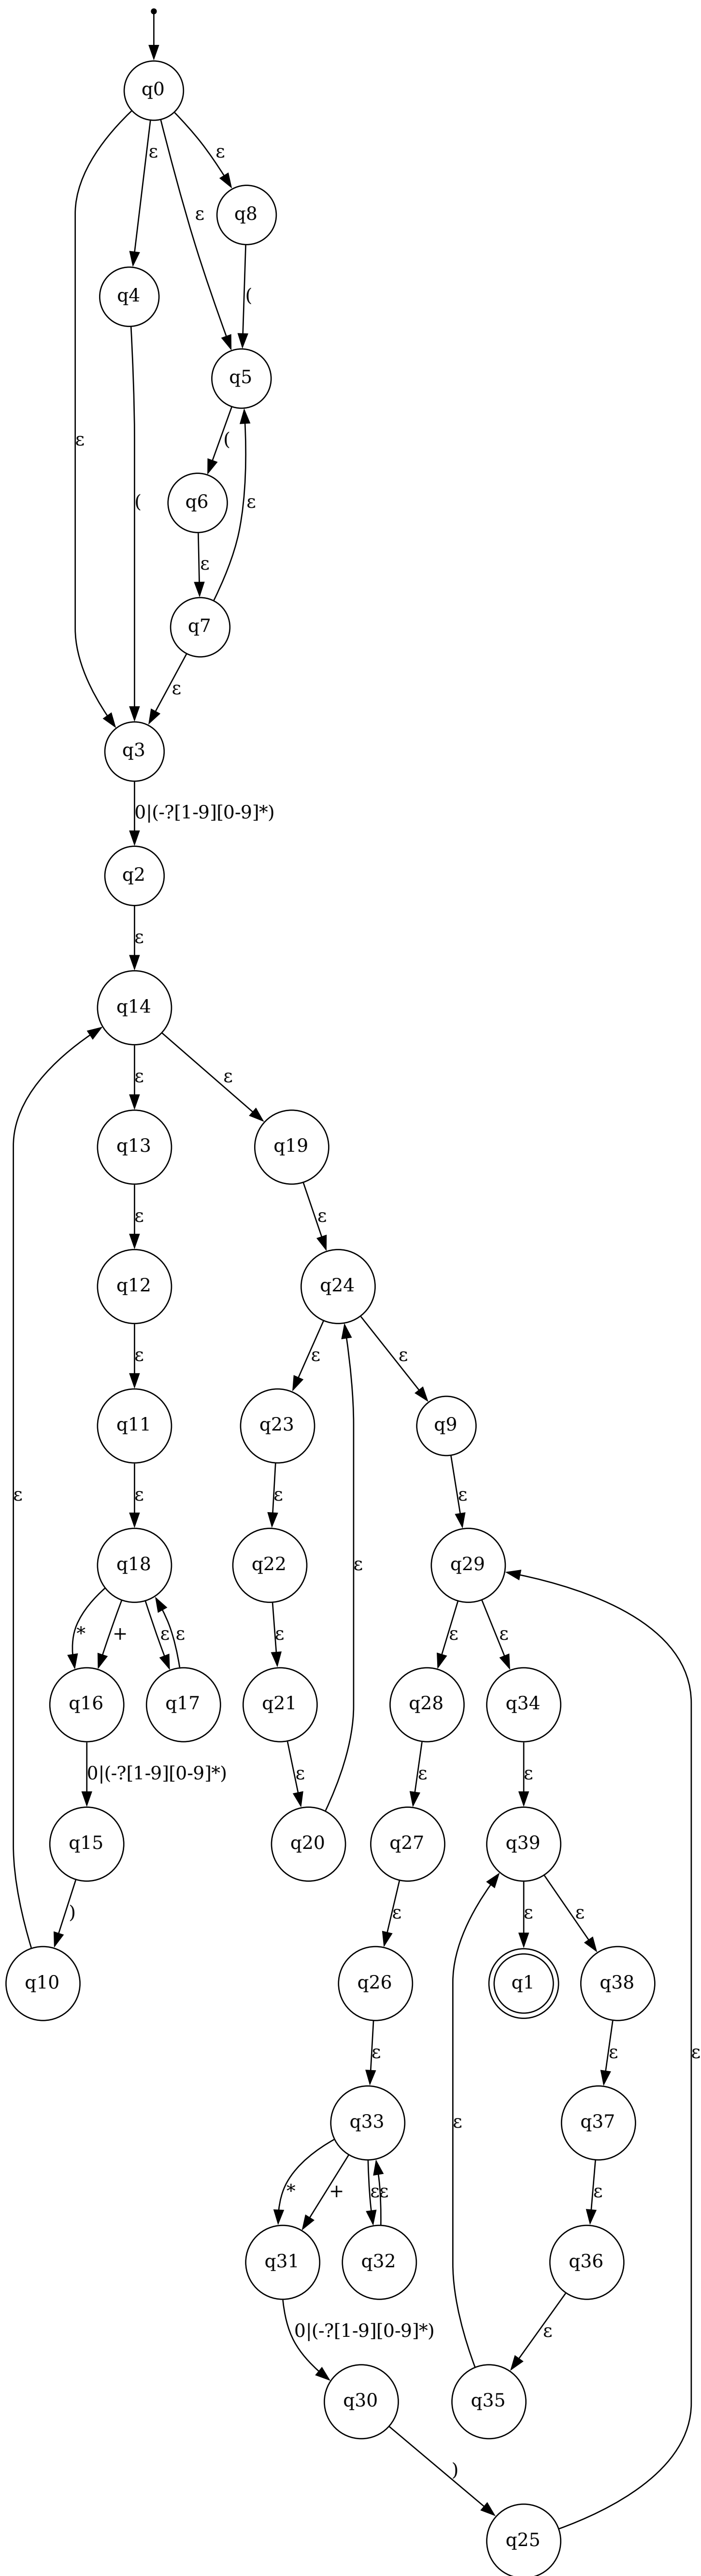 q0
ε
ε
q8
ε
(
q4
q5
ε
(
(
q6
ε
ε
q7
ε
q3
0|(-?[1-9][0-9]*)
q2
ε
q14
ε
ε
q13
q19
ε
ε
q12
q24
ε
ε
ε
q11
q23
q9
ε
ε
ε
ε
ε
q18
q22
q29
*
+
ε
ε
ε
ε
ε
q16
q17
q21
q28
q34
0|(-?[1-9][0-9]*)
ε
ε
ε
q15
q20
q27
q39
)
ε
ε
ε
q10
q26
q1
q38
ε
ε
ε
q33
q37
ε
*
+
ε
ε
ε
q31
q32
q36
0|(-?[1-9][0-9]*)
ε
q30
q35
)
q25